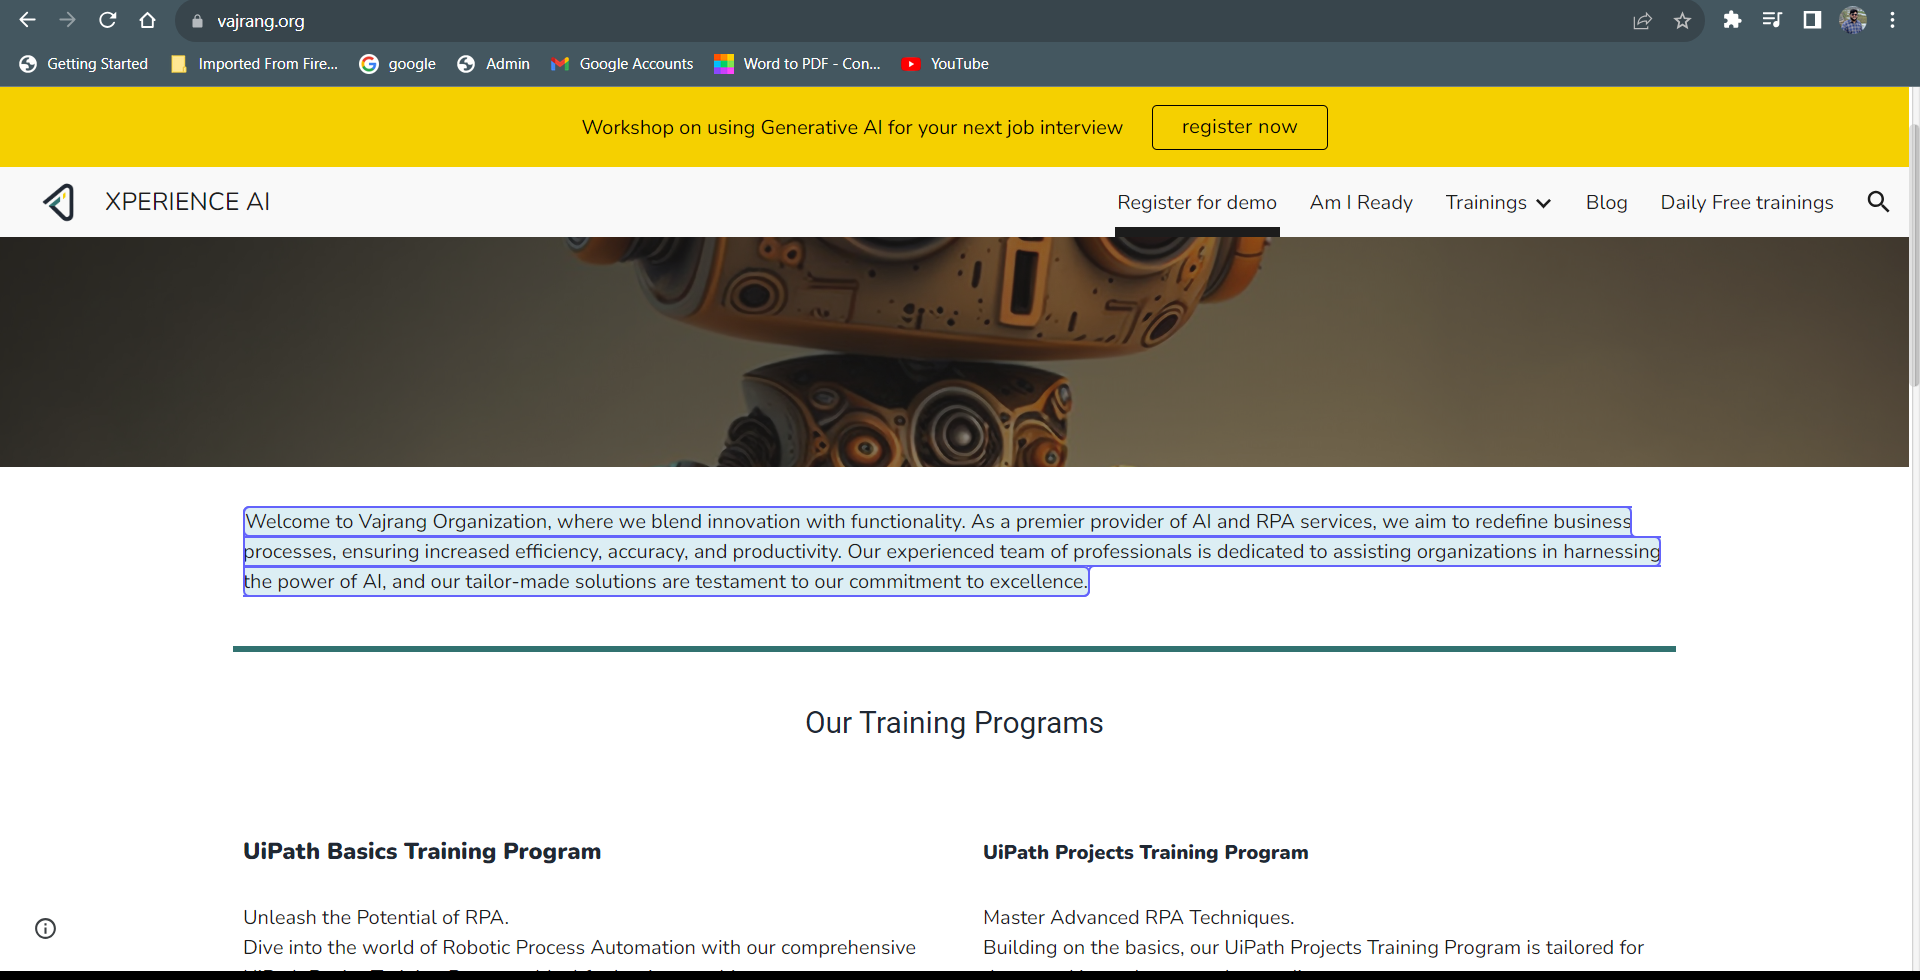 vajrang.org
Getting Started Imported From Fire... google Admin Google Accounts Word to PDF - Con... YouTube
Workshop on using Generative AI for your next job interview register now
XPERIENCE AI Register for demo Am I Ready Trainings Blog Daily Free trainings
Welcome to Vajrang Organization, where we blend innovation with functionality. As a premier provider of AI and RPA services, we aim to redefine business
processes, ensuring increased efficiency, accuracy, and productivity. Our experienced team of professionals is dedicated to assisting organizations in harnessing
the power of AI, and our tailor-made solutions are testament to our commitment to excellence.
Our Training Programs
UiPath Basics Training Program UiPath Projects Training Program
Unleash the Potential of RPA. Master Advanced RPA Techniques.
Dive into the world of Robotic Process Automation with our comprehensive Building on the basics, our UiPath Projects Training Program is tailored for